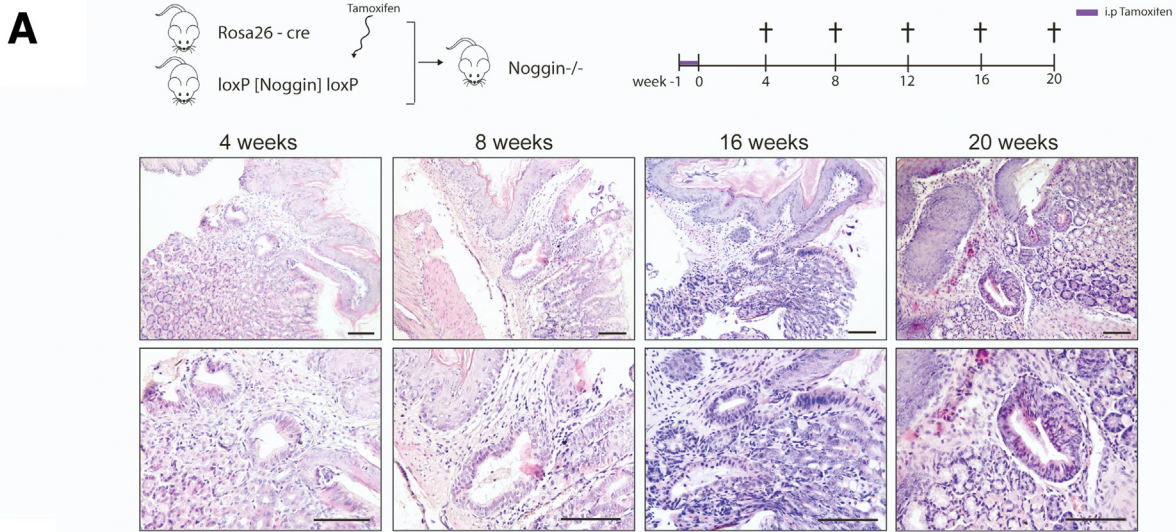 A
Tamoxifen
Rosa26 - cre
loxP [Noggin] loxP
Noggin-/-
i.p Tamoxifen
week -1 0 4 8 12 16 20
4 weeks 8 weeks 16 weeks 20 weeks